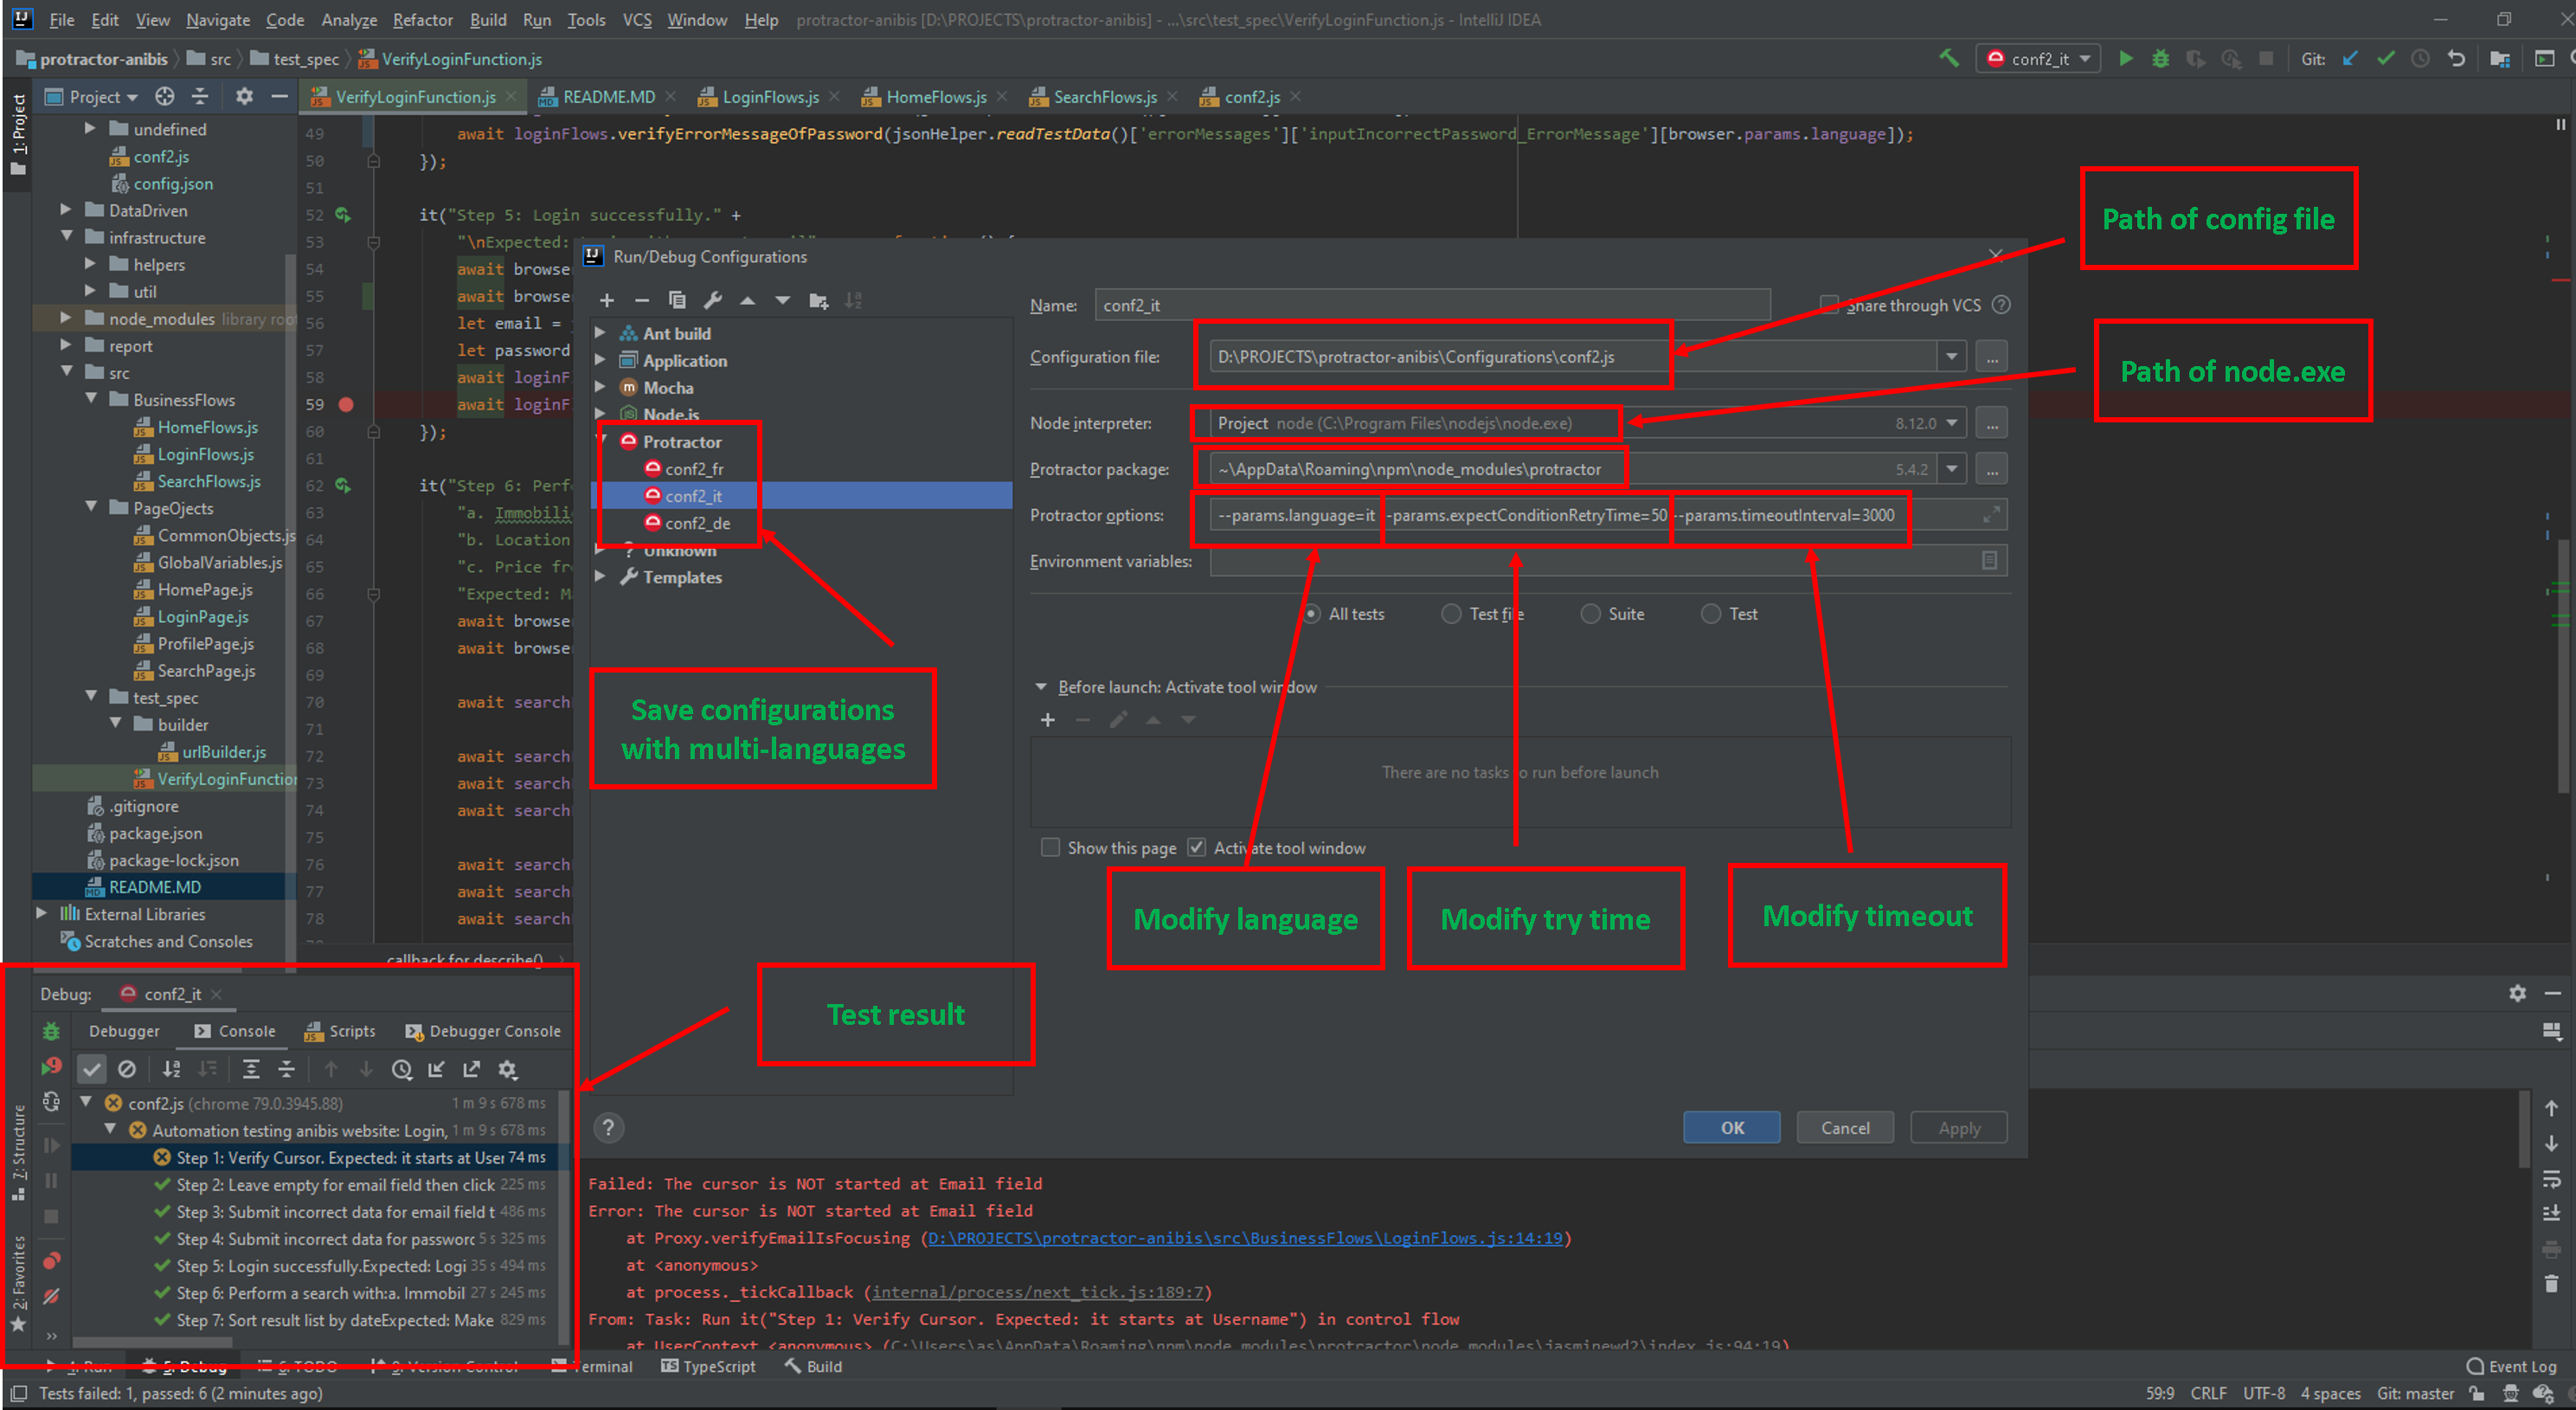 File Edit View Navigate Code Analyze Refactor Build Run Tools VCS Window Help protractor-anibis [D:\PROJECTS\protractor-anibis] - ...\src\test_spec\VerifyLoginFunction.js - IntelliJ IDEA
protractor-anibis src test_spec VerifyLoginFunction.js conf2_it Git:
1: Project
Project VerifyLoginFunction.js README.MD LoginFlows.js HomeFlows.js SearchFlows.js conf2.js
undefined
conf2.js
config.json
DataDriven
infrastructure
helpers
util
node_modules library root
report
src
BusinessFlows
HomeFlows.js
LoginFlows.js
SearchFlows.js
PageOjects
CommonObjects.js
GlobalVariables.js
HomePage.js
LoginPage.js
ProfilePage.js
SearchPage.js
test_spec
builder
urlBuilder.js
VerifyLoginFunction
.gitignore
package.json
package-lock.json
README.MD
External Libraries
Scratches and Consoles
49 await loginFlows.verifyErrorMessageOfPassword(jsonHelper.readTestData()['errorMessages']['inputIncorrectPassword_ErrorMessage'][browser.params.language]);
50 });
51
52 it("Step 5: Login successfully." +
53 "\nExpected:
54 await browse
55 await browse
56 let email =
57 let password
58 await loginF
59 await loginF
60 });
61
62 it("Step 6: Perf
63 "a. Immobili
64 "b. Location
65 "c. Price fr
66 "Expected: M
67 await browse
68 await browse
69
70 await search
71
72 await search
73 await search
74 await search
75
76 await search
77 await search
78 await search
callback for describe()
Run/Debug Configurations
Ant build
Application
Mocha
Node.js
Protractor
conf2_fr
conf2_it
conf2_de
Unknown
Templates
Name: conf2_it Share through VCS
Configuration file: D:\PROJECTS\protractor-anibis\Configurations\conf2.js ...
Node interpreter: Project node (C:\Program Files\nodejs\node.exe) 8.12.0 ...
Protractor package: ~\AppData\Roaming\npm\node_modules\protractor 5.4.2 ...
Protractor options: --params.language=it -params.expectConditionRetryTime=50 --params.timeoutInterval=3000
Environment variables:
All tests Test file Suite Test
Before launch: Activate tool window
There are no tasks to run before launch
Show this page Activate tool window
OK Cancel Apply
Path of config file
Path of node.exe
Save configurations
with multi-languages
Modify language
Modify try time
Modify timeout
Test result
Debug: conf2_it
Debugger Console Scripts Debugger Console
7: Structure
2: Favorites
conf2.js (chrome 79.0.3945.88) 1 m 9 s 678 ms
Automation testing anibis website: Login, 1 m 9 s 678 ms
Step 1: Verify Cursor. Expected: it starts at User 74 ms
Step 2: Leave empty for email field then click 225 ms
Step 3: Submit incorrect data for email field t 486 ms
Step 4: Submit incorrect data for passworc 5 s 325 ms
Step 5: Login successfully.Expected: Logi 35 s 494 ms
Step 6: Perform a search with:a. Immobil 27 s 245 ms
Step 7: Sort result list by dateExpected: Make 829 ms
Failed: The cursor is NOT started at Email field
Error: The cursor is NOT started at Email field
at Proxy.verifyEmailIsFocusing (D:\PROJECTS\protractor-anibis\src\BusinessFlows\LoginFlows.js:14:19)
at <anonymous>
at process._tickCallback (internal/process/next_tick.js:189:7)
From: Task: Run it("Step 1: Verify Cursor. Expected: it starts at Username") in control flow
at UserContext.<anonymous> (C:\Users\as\AppData\Roaming\npm\node_modules\protractor\node_modules\jasminewd2\index.js:94:19)
4: Run 5: Debug 6: TODO 9: Version Control Terminal TypeScript Build Event Log
Tests failed: 1, passed: 6 (2 minutes ago) 59:9 CRLF UTF-8 4 spaces Git: master